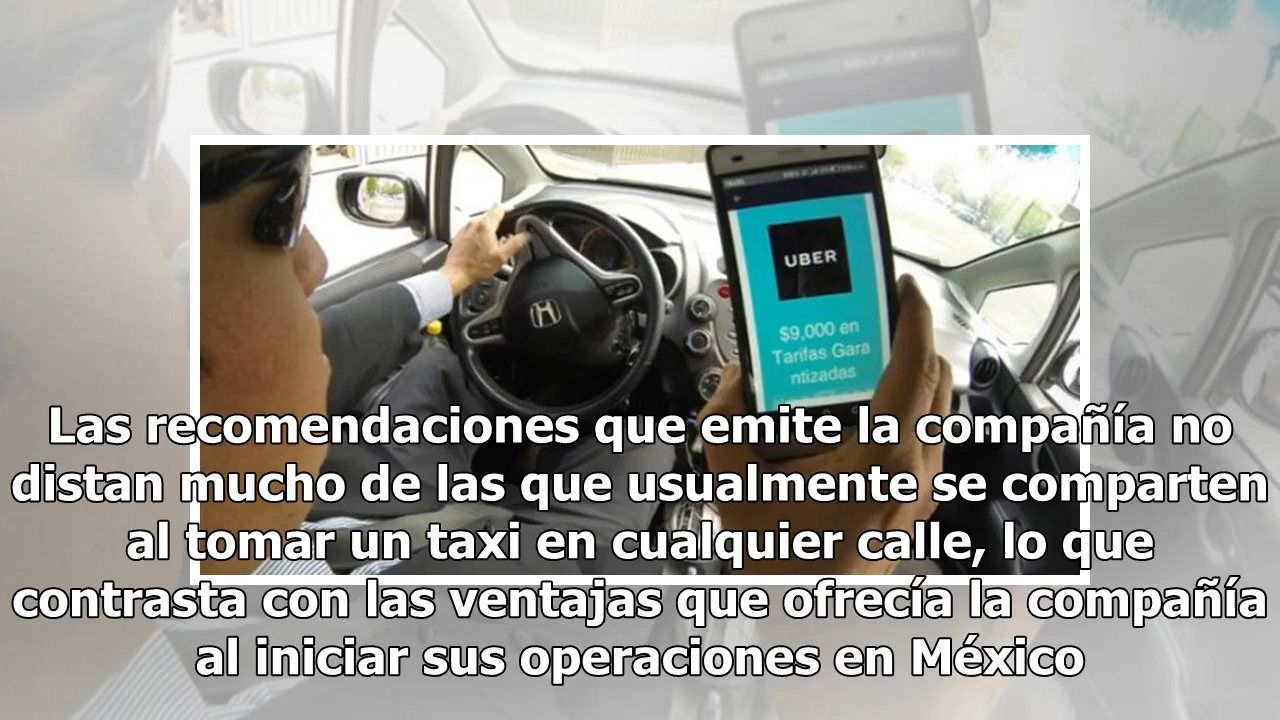 UBER
$9,000 en
Tarifas Gara
ntizadas
Las recomendaciones que emite la compañía no
distan mucho de las que usualmente se comparten
al tomar un taxi en cualquier calle, lo que
contrasta con las ventajas que ofrecía la compañía
al iniciar sus operaciones en México